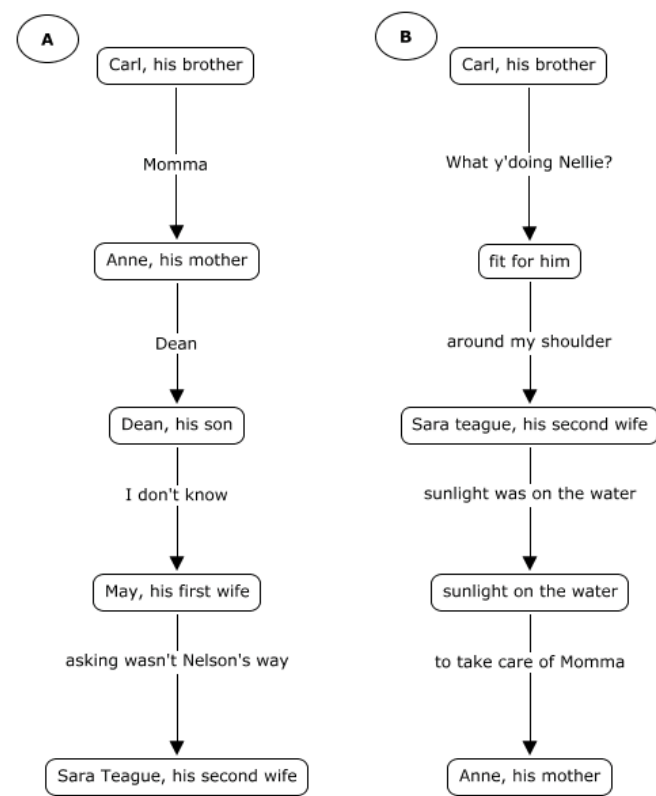 A
Carl, his brother
Momma
Anne, his mother
Dean
Dean, his son
I don't know
May, his first wife
asking wasn't Nelson's way
Sara Teague, his second wife
B
Carl, his brother
What y'doing Nellie?
fit for him
around my shoulder
Sara teague, his second wife
sunlight was on the water
sunlight on the water
to take care of Momma
Anne, his mother